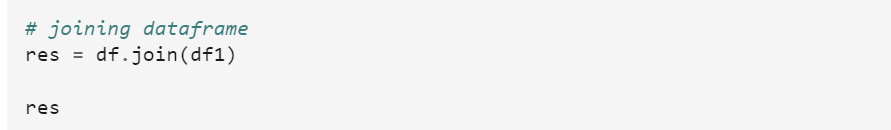 # joining dataframe
res = df.join(df1)
res